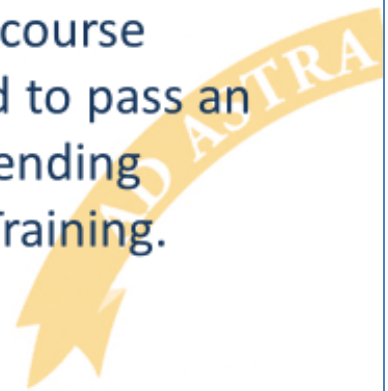 course
d to pass an
ending
Training.
AD ASTRA